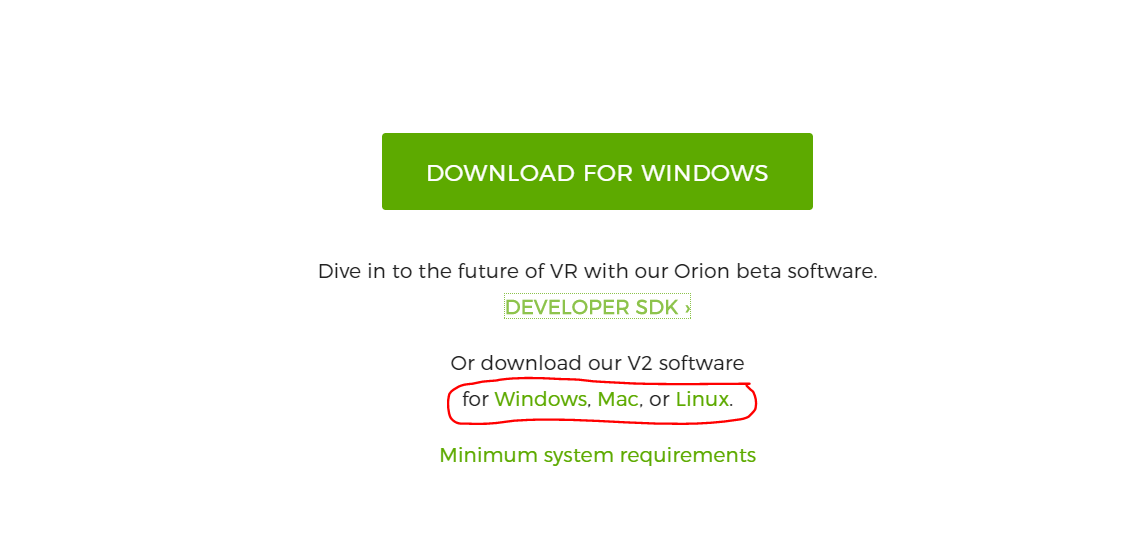 DOWNLOAD FOR WINDOWS
Dive in to the future of VR with our Orion beta software.
DEVELOPER SDK ›
Or download our V2 software
for Windows, Mac, or Linux.
Minimum system requirements